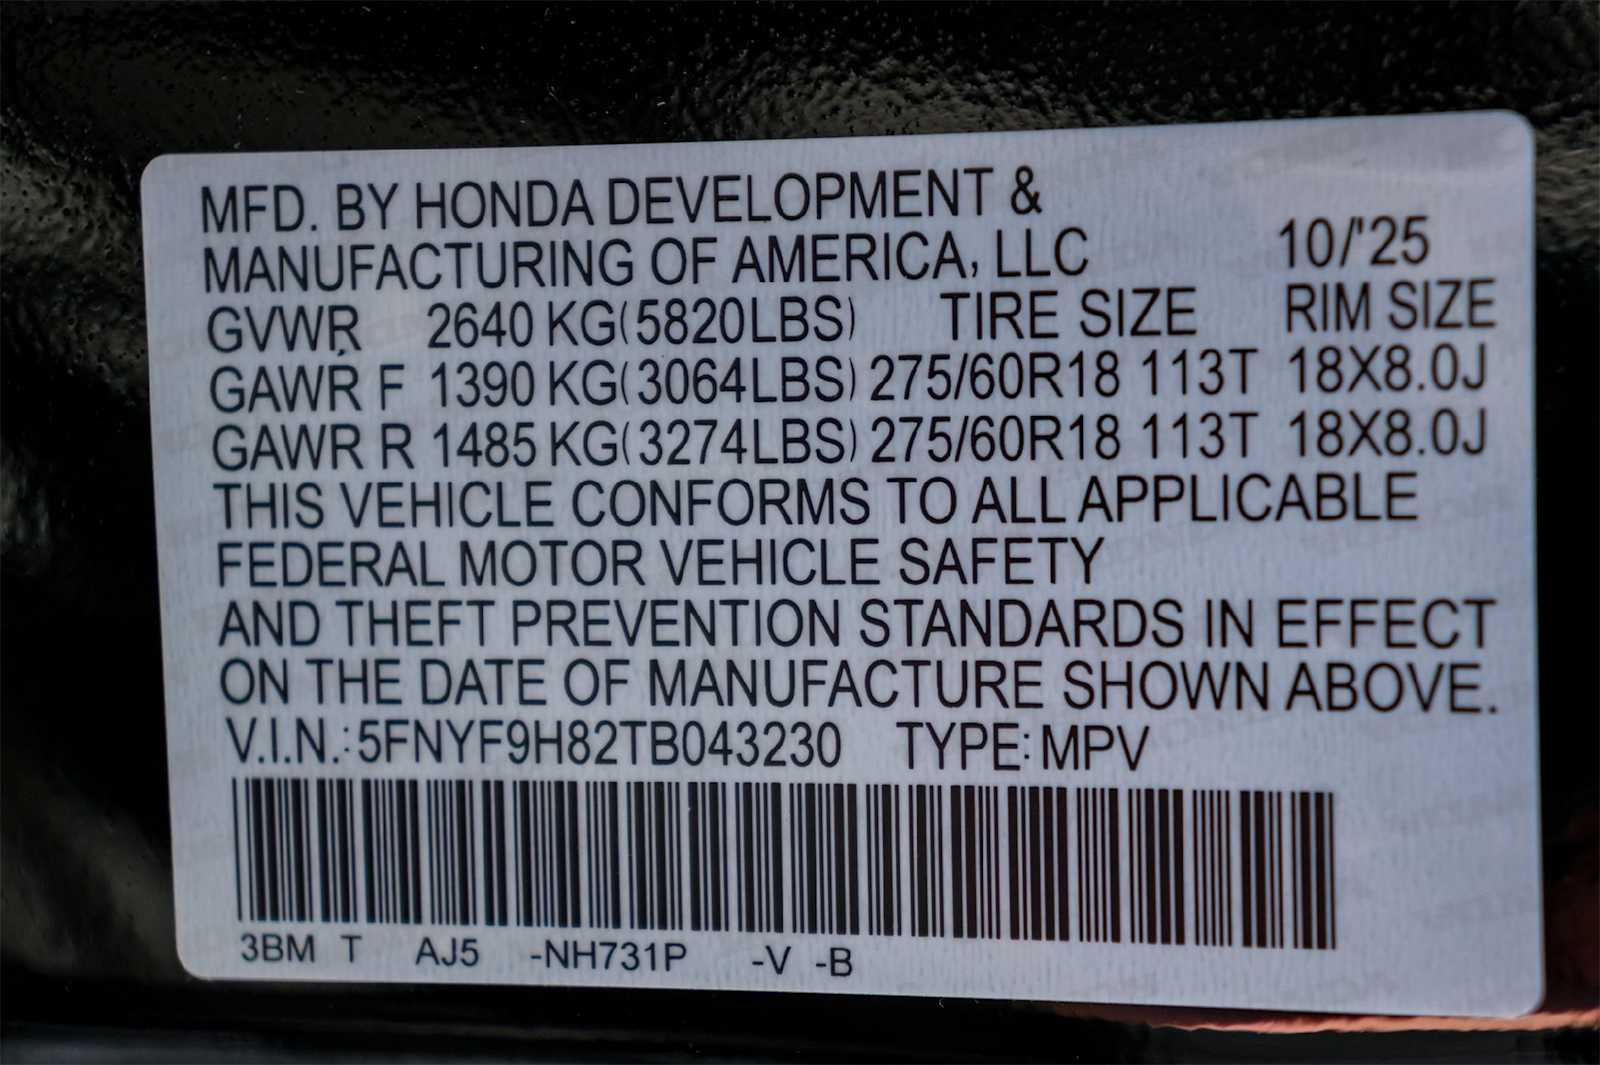 MFD. BY HONDA DEVELOPMENT &
MANUFACTURING OF AMERICA, LLC 10/'25
GVWR 2640 KG(5820LBS) TIRE SIZE RIM SIZE
GAWR F 1390 KG(3064LBS) 275/60R18 113T 18X8.0J
GAWR R 1485 KG(3274LBS) 275/60R18 113T 18X8.0J
THIS VEHICLE CONFORMS TO ALL APPLICABLE
FEDERAL MOTOR VEHICLE SAFETY
AND THEFT PREVENTION STANDARDS IN EFFECT
ON THE DATE OF MANUFACTURE SHOWN ABOVE.
V.I.N.:5FNYF9H82TB043230 TYPE:MPV
3BM T AJ5 -NH731P -V -B